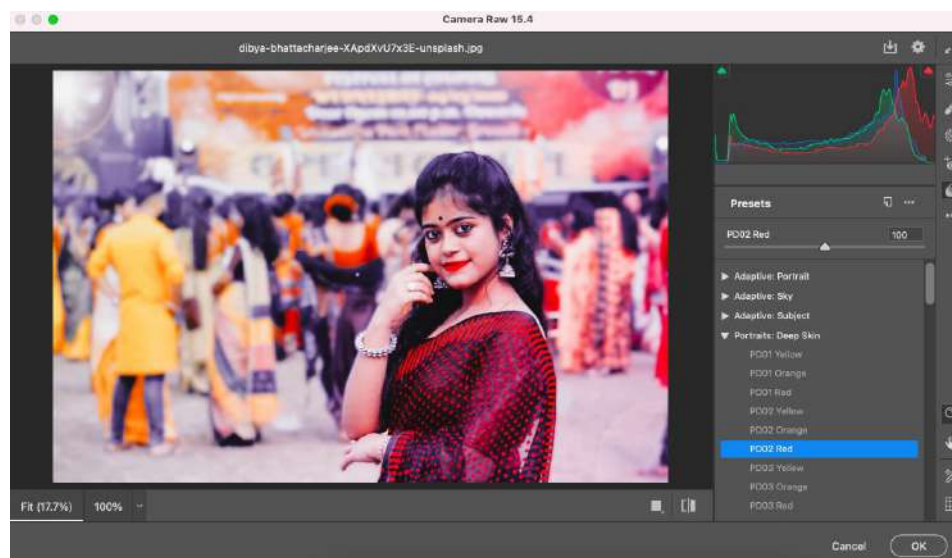 Camera Raw 15.4
dibya-bhattacharjee-XApdXvU7x3E-unsplash.jpg
Presets
PD02 Red 100
Adaptive: Portrait
Adaptive: Sky
Adaptive: Subject
Portraits: Deep Skin
PD01 Yellow
PD01 Orange
PD01 Red
PD02 Yellow
PD02 Orange
PD02 Red
PD03 Yellow
PD03 Orange
PD03 Red
Fit (17.7%) 100%
Cancel OK